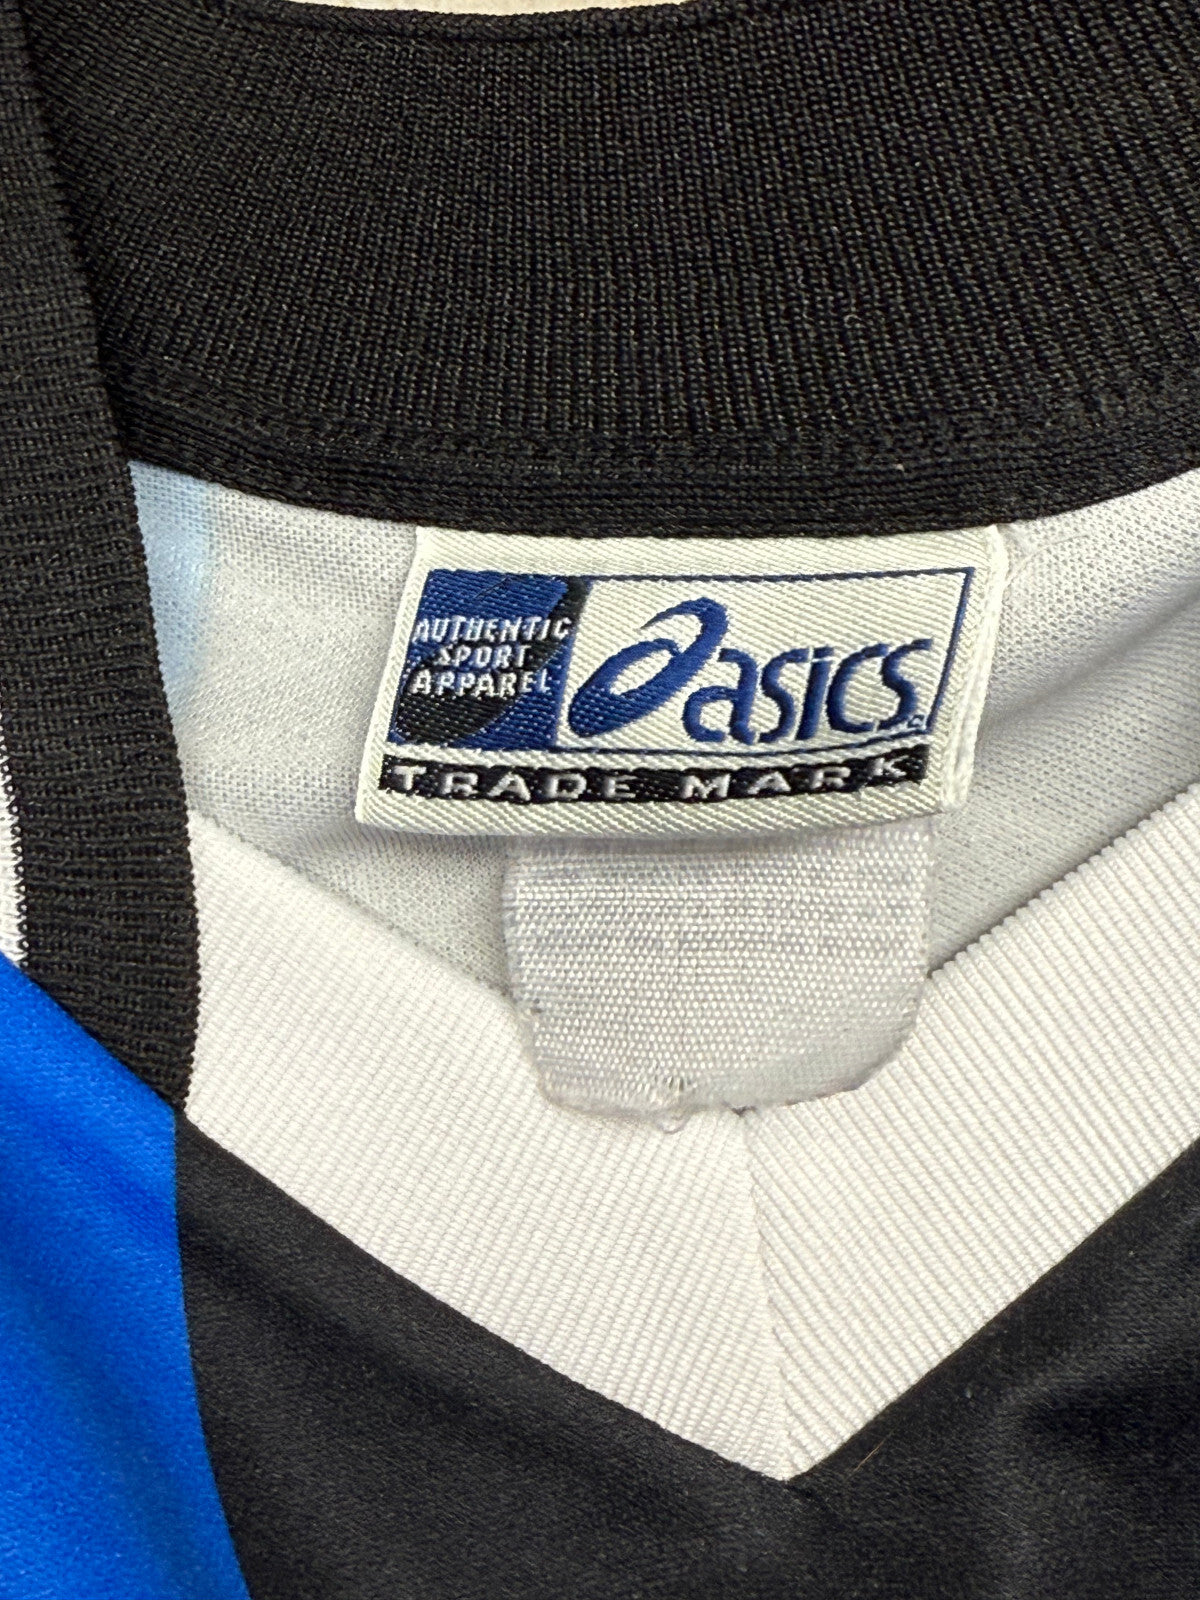 AUTHENTIC
SPORT
APPAREL
asics
TRADE MARK